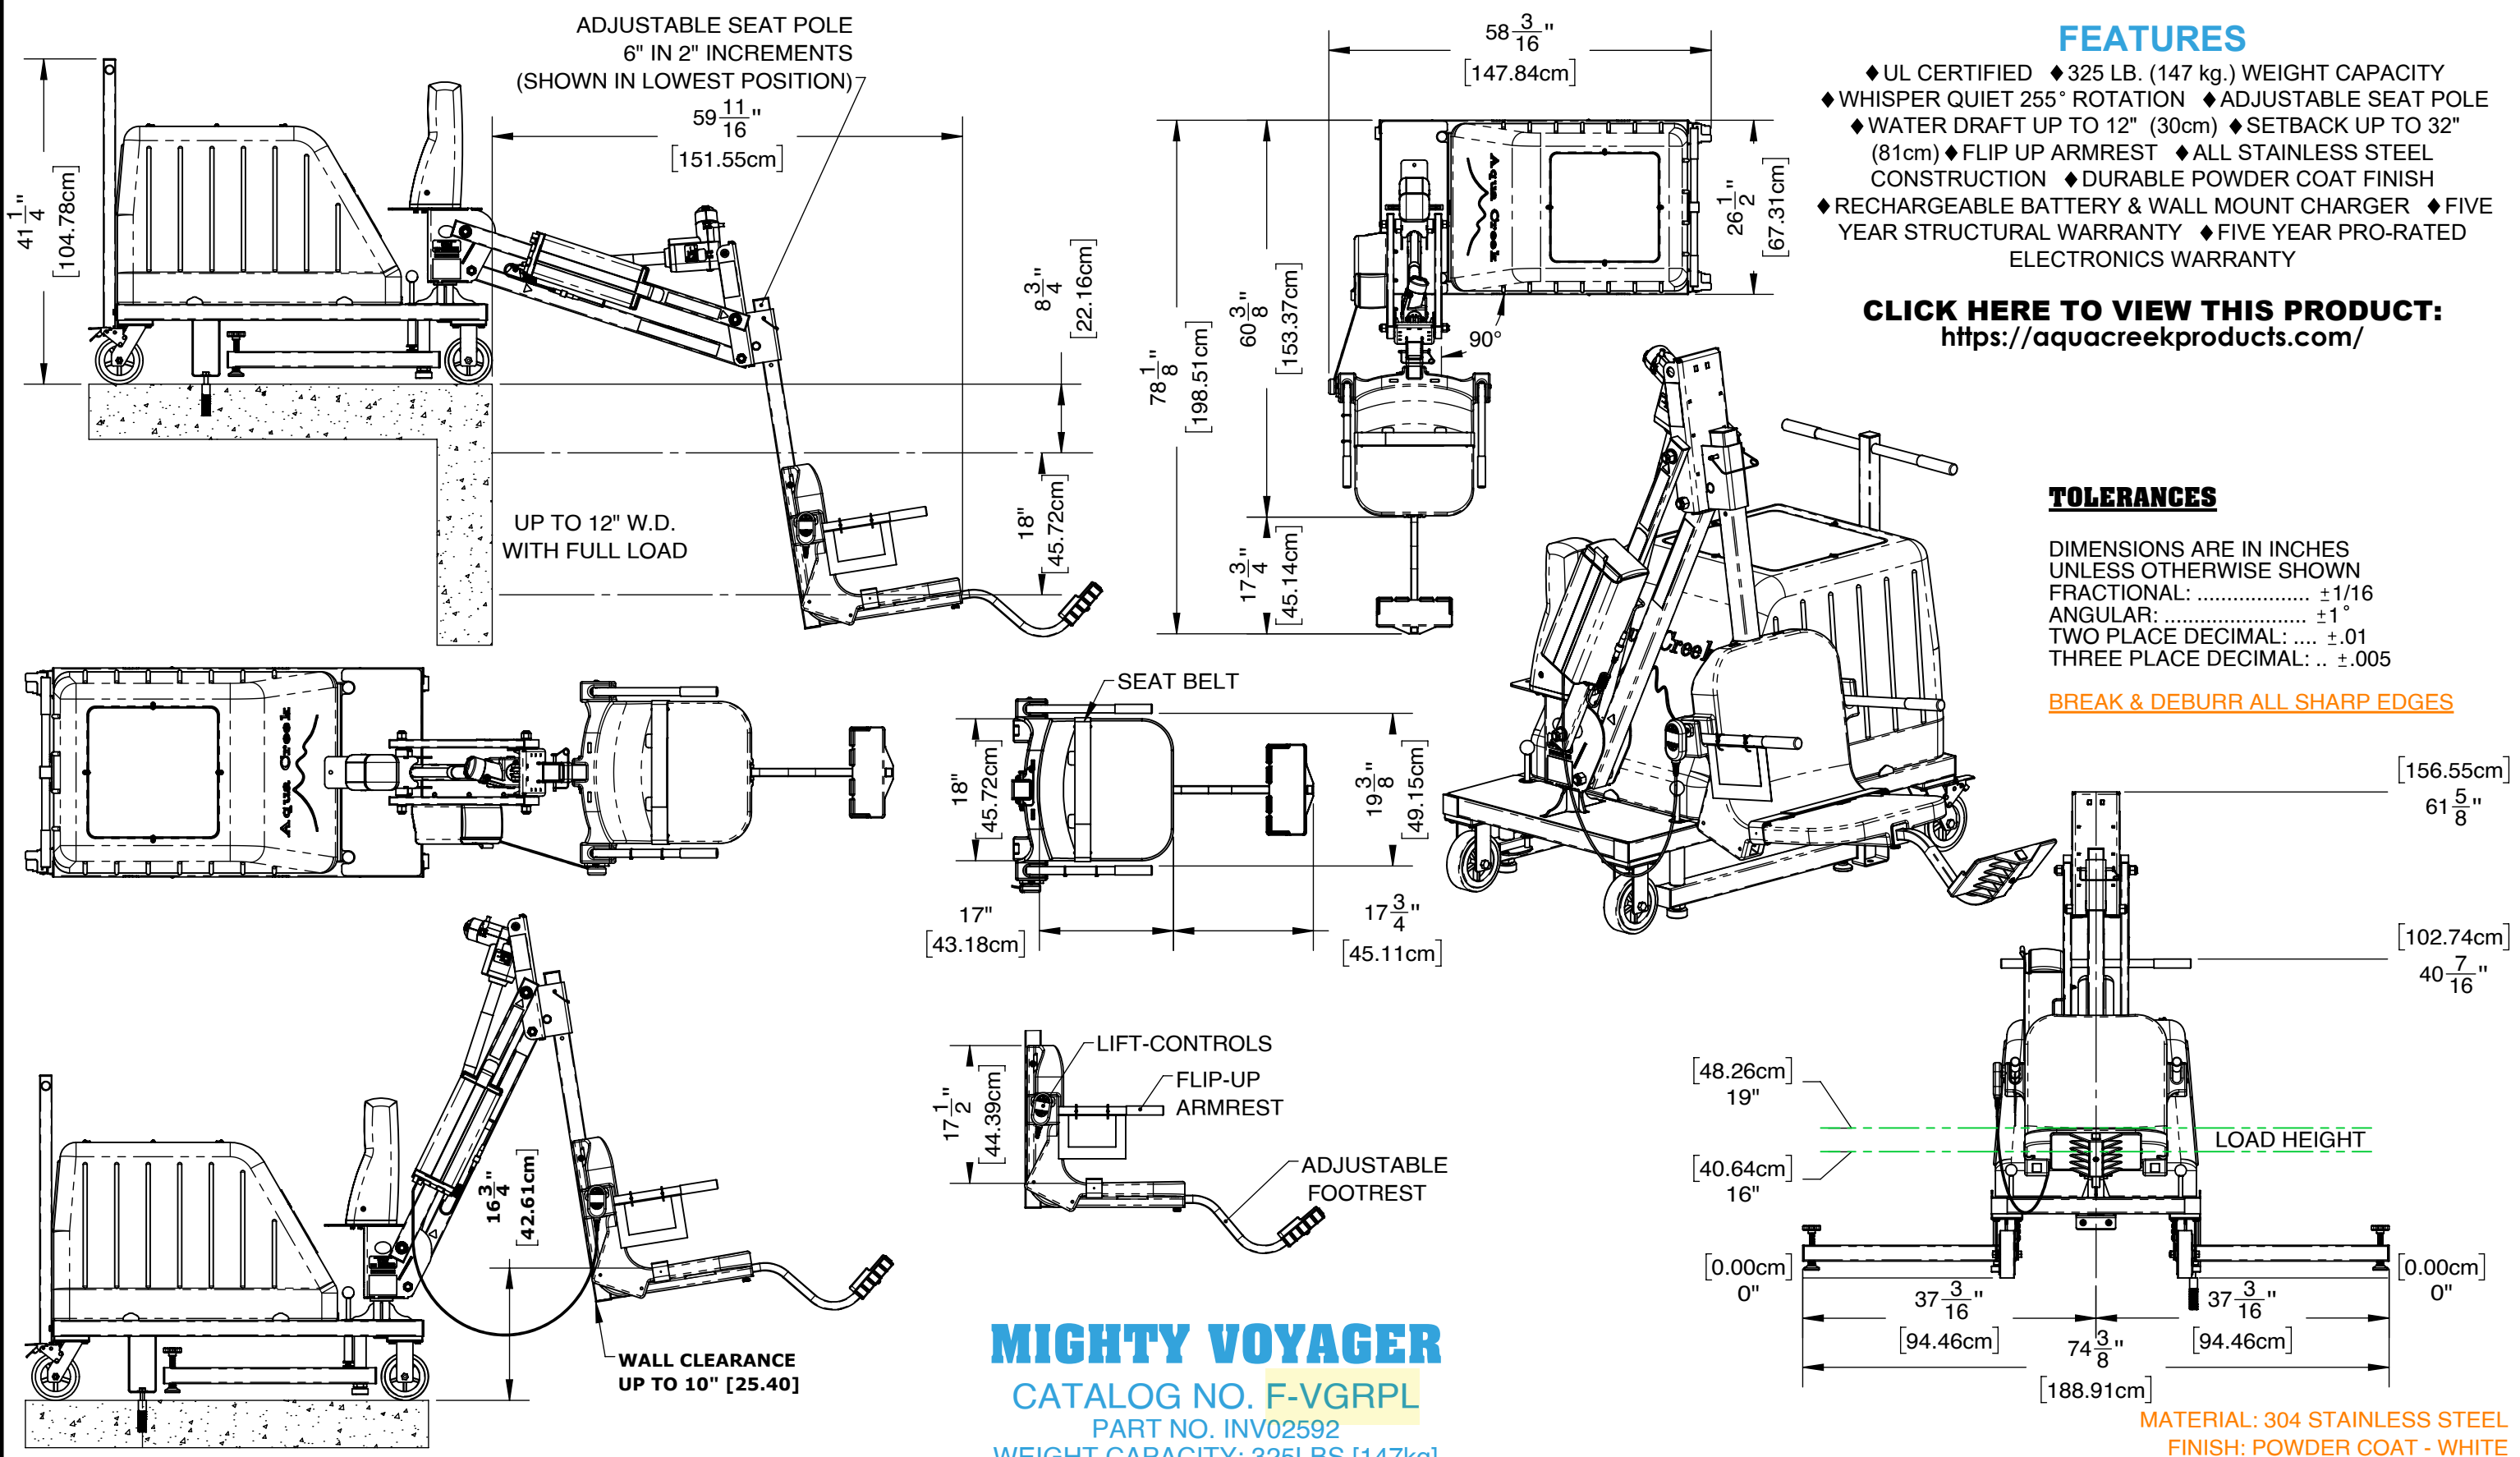 ADJUSTABLE SEAT POLE
6" IN 2" INCREMENTS
(SHOWN IN LOWEST POSITION)
59 11/16"
[151.55cm]
41 1/4"
[104.78cm]
8 3/4"
[22.16cm]
18"
[45.72cm]
UP TO 12" W.D.
WITH FULL LOAD
58 3/16"
[147.84cm]
78 1/8"
[198.51cm]
60 3/8"
[153.37cm]
26 1/2"
[67.31cm]
90°
17 3/4"
[45.14cm]
Aqua Creek
FEATURES
♦UL CERTIFIED ♦325 LB. (147 kg.) WEIGHT CAPACITY
♦WHISPER QUIET 255° ROTATION ♦ADJUSTABLE SEAT POLE
♦WATER DRAFT UP TO 12" (30cm) ♦SETBACK UP TO 32"
(81cm)♦FLIP UP ARMREST ♦ALL STAINLESS STEEL
CONSTRUCTION ♦DURABLE POWDER COAT FINISH
♦RECHARGEABLE BATTERY & WALL MOUNT CHARGER ♦FIVE
YEAR STRUCTURAL WARRANTY ♦FIVE YEAR PRO-RATED
ELECTRONICS WARRANTY
CLICK HERE TO VIEW THIS PRODUCT:
https://aquacreekproducts.com/
TOLERANCES
DIMENSIONS ARE IN INCHES
UNLESS OTHERWISE SHOWN
FRACTIONAL: ................... ±1/16
ANGULAR: ........................ ±1°
TWO PLACE DECIMAL: .... ±.01
THREE PLACE DECIMAL: .. ±.005
BREAK & DEBURR ALL SHARP EDGES
Creek
Aqua Creek
SEAT BELT
18"
[45.72cm]
19 3/8"
[49.15cm]
17"
[43.18cm]
17 3/4"
[45.11cm]
[156.55cm]
61 5/8"
[102.74cm]
40 7/16"
[48.26cm]
19"
LOAD HEIGHT
[40.64cm]
16"
[0.00cm]
0"
[0.00cm]
0"
37 3/16"
[94.46cm]
37 3/16"
[94.46cm]
74 3/8"
[188.91cm]
LIFT-CONTROLS
FLIP-UP
ARMREST
17 1/2"
[44.39cm]
ADJUSTABLE
FOOTREST
16 3/4"
[42.61cm]
WALL CLEARANCE
UP TO 10" [25.40]
MIGHTY VOYAGER
CATALOG NO. F-VGRPL
PART NO. INV02592
WEIGHT CAPACITY: 325LBS [147kg]
MATERIAL: 304 STAINLESS STEEL
FINISH: POWDER COAT - WHITE